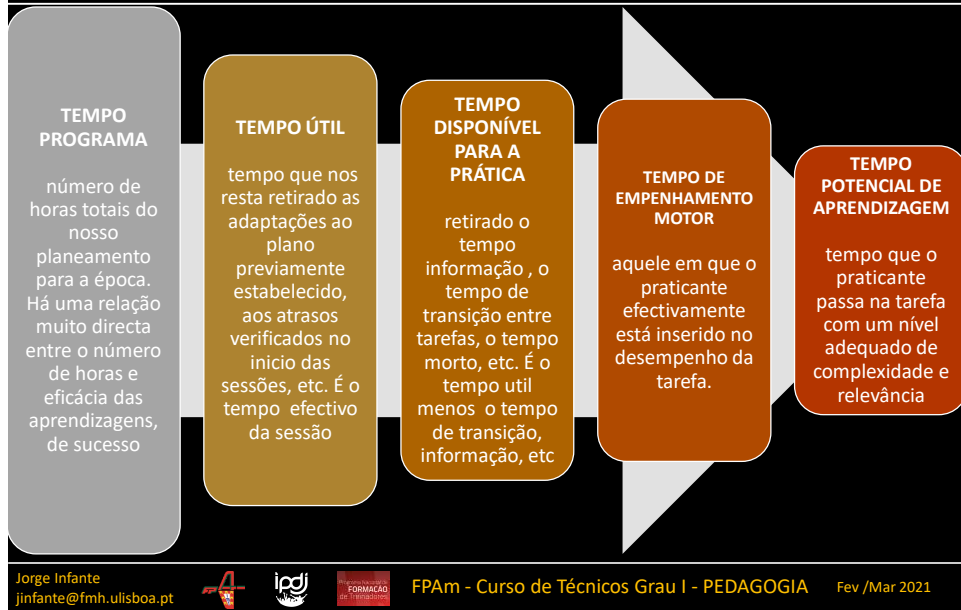 TEMPO
PROGRAMA
número de
horas totais do
nosso
planeamento
para a época.
Há uma relação
muito directa
entre o número
de horas e
eficácia das
aprendizagens,
de sucesso
TEMPO ÚTIL
tempo que nos
resta retirado as
adaptações ao
plano
previamente
estabelecido,
aos atrasos
verificados no
inicio das
sessões, etc. É o
tempo efectivo
da sessão
TEMPO
DISPONÍVEL
PARA A
PRÁTICA
retirado o
tempo
informação , o
tempo de
transição entre
tarefas, o tempo
morto, etc. É o
tempo util
menos o tempo
de transição,
informação, etc
TEMPO DE
EMPENHAMENTO
MOTOR
aquele em que o
praticante
efectivamente
está inserido no
desempenho da
tarefa.
TEMPO
POTENCIAL DE
APRENDIZAGEM
tempo que o
praticante
passa na tarefa
com um nível
adequado de
complexidade e
relevância
Jorge Infante
jinfante@fmh.ulisboa.pt
ipdj
Programa Nacional de
FORMAÇÃO
de Treinadores
FPAm - Curso de Técnicos Grau I - PEDAGOGIA
Fev /Mar 2021